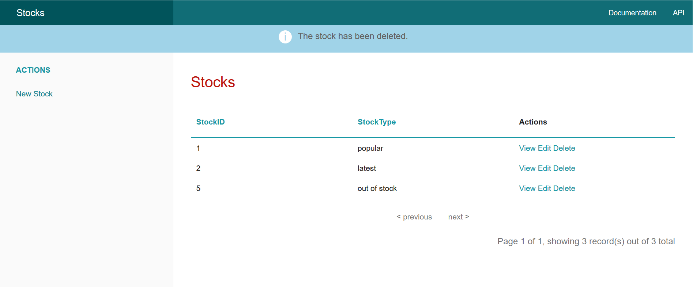 Stocks
Documentation API
The stock has been deleted.
ACTIONS
New Stock
Stocks
StockID StockType Actions
1 popular View Edit Delete
2 latest View Edit Delete
5 out of stock View Edit Delete
< previous next >
Page 1 of 1, showing 3 record(s) out of 3 total